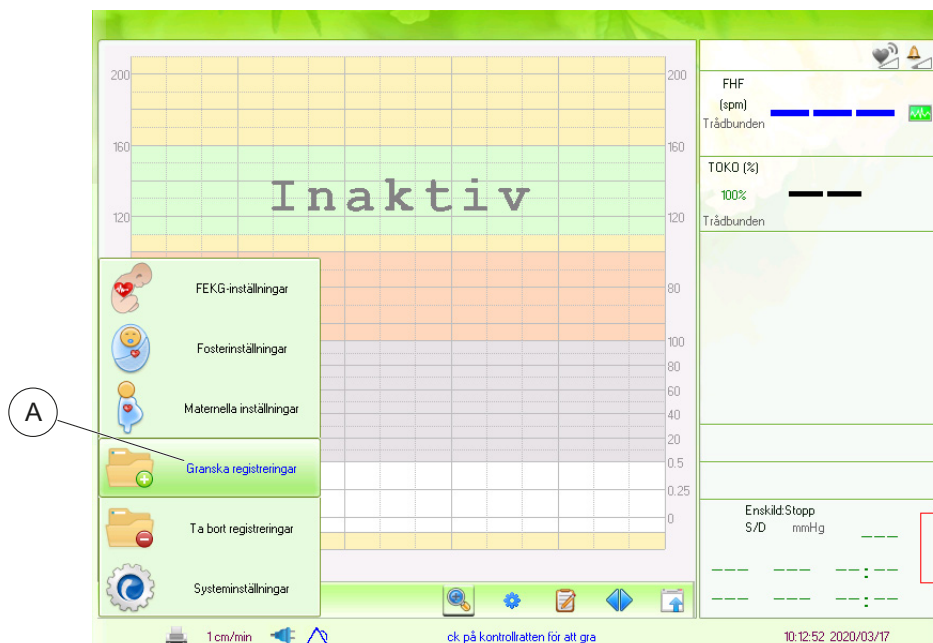 200
200
160
160
Inaktiv
120
120
80
100
80
60
40
20
0.5
0.25
0
FHF
(spm)
Trådbunden
TOKO (%)
100%
Trådbunden
FEKG-inställningar
Fosterinställningar
Maternella inställningar
A
Granska registreringar
Ta bort registreringar
Systeminställningar
Enskild:Stopp
S/D mmHg
--- 
--- --- --:--
--- --- --:--
1 cm/min
ck på kontrollratten för att gra
10:12:52 2020/03/17